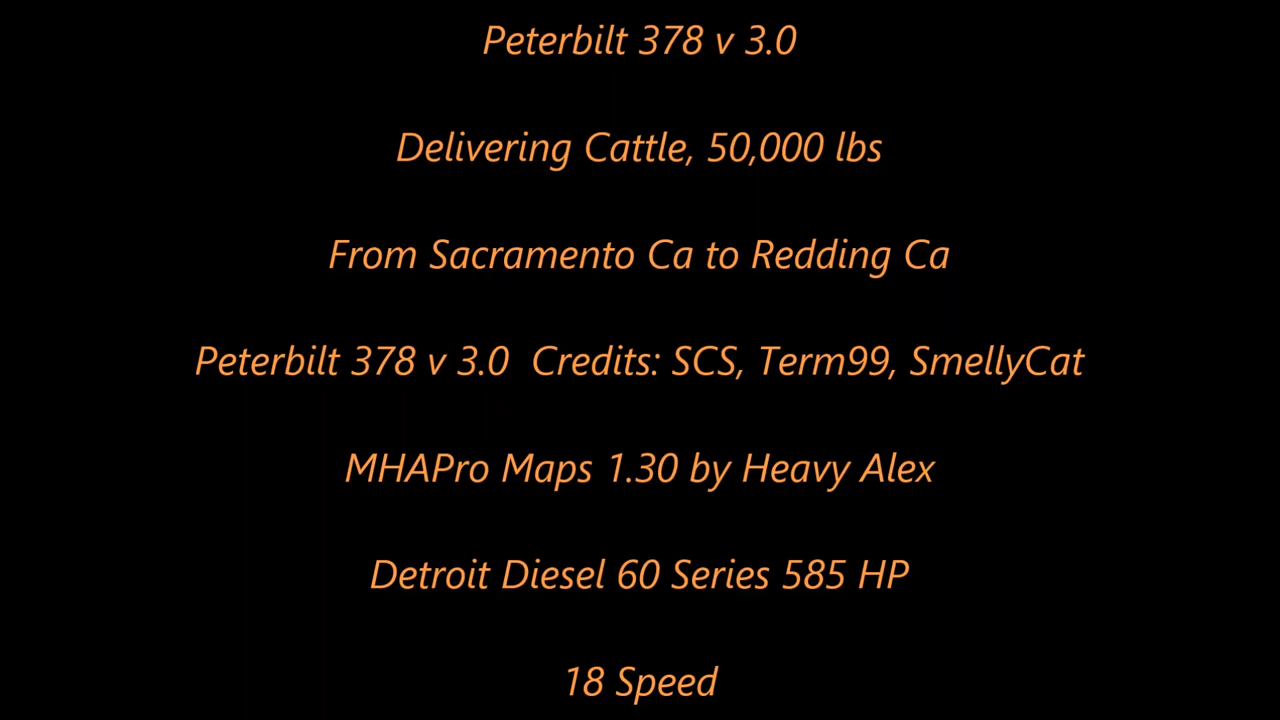 Peterbilt 378 v 3.0
Delivering Cattle, 50,000 lbs
From Sacramento Ca to Redding Ca
Peterbilt 378 v 3.0  Credits: SCS, Term99, SmellyCat
MHAPro Maps 1.30 by Heavy Alex
Detroit Diesel 60 Series 585 HP
18 Speed